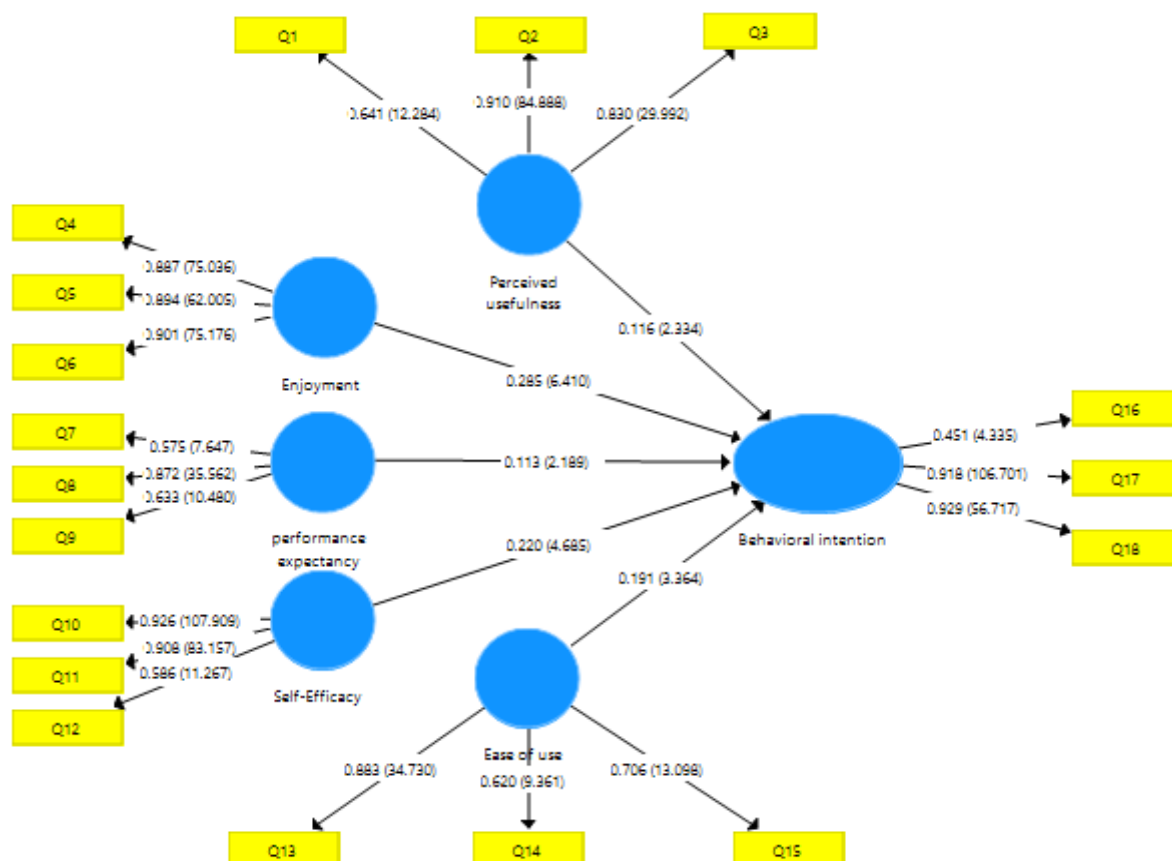 Q1
Q2
Q3
0.641 (12.284)
0.910 (84.888)
0.830 (29.992)
Perceived
usefulness
0.116 (2.334)
Q4
Q5
Q6
0.887 (75.036)
0.894 (62.005)
0.901 (75.176)
Enjoyment
0.285 (6.410)
Q7
Q8
Q9
0.575 (7.647)
0.872 (35.562)
0.633 (10.480)
performance
expectancy
0.113 (2.189)
Q10
Q11
Q12
0.926 (107.909)
0.908 (83.157)
0.586 (11.267)
Self-Efficacy
0.220 (4.685)
Ease of use
0.191 (3.364)
0.883 (34.730)
0.620 (9.361)
0.706 (13.098)
Q13
Q14
Q15
Behavioral intention
0.451 (4.335)
0.918 (106.701)
0.929 (56.717)
Q16
Q17
Q18